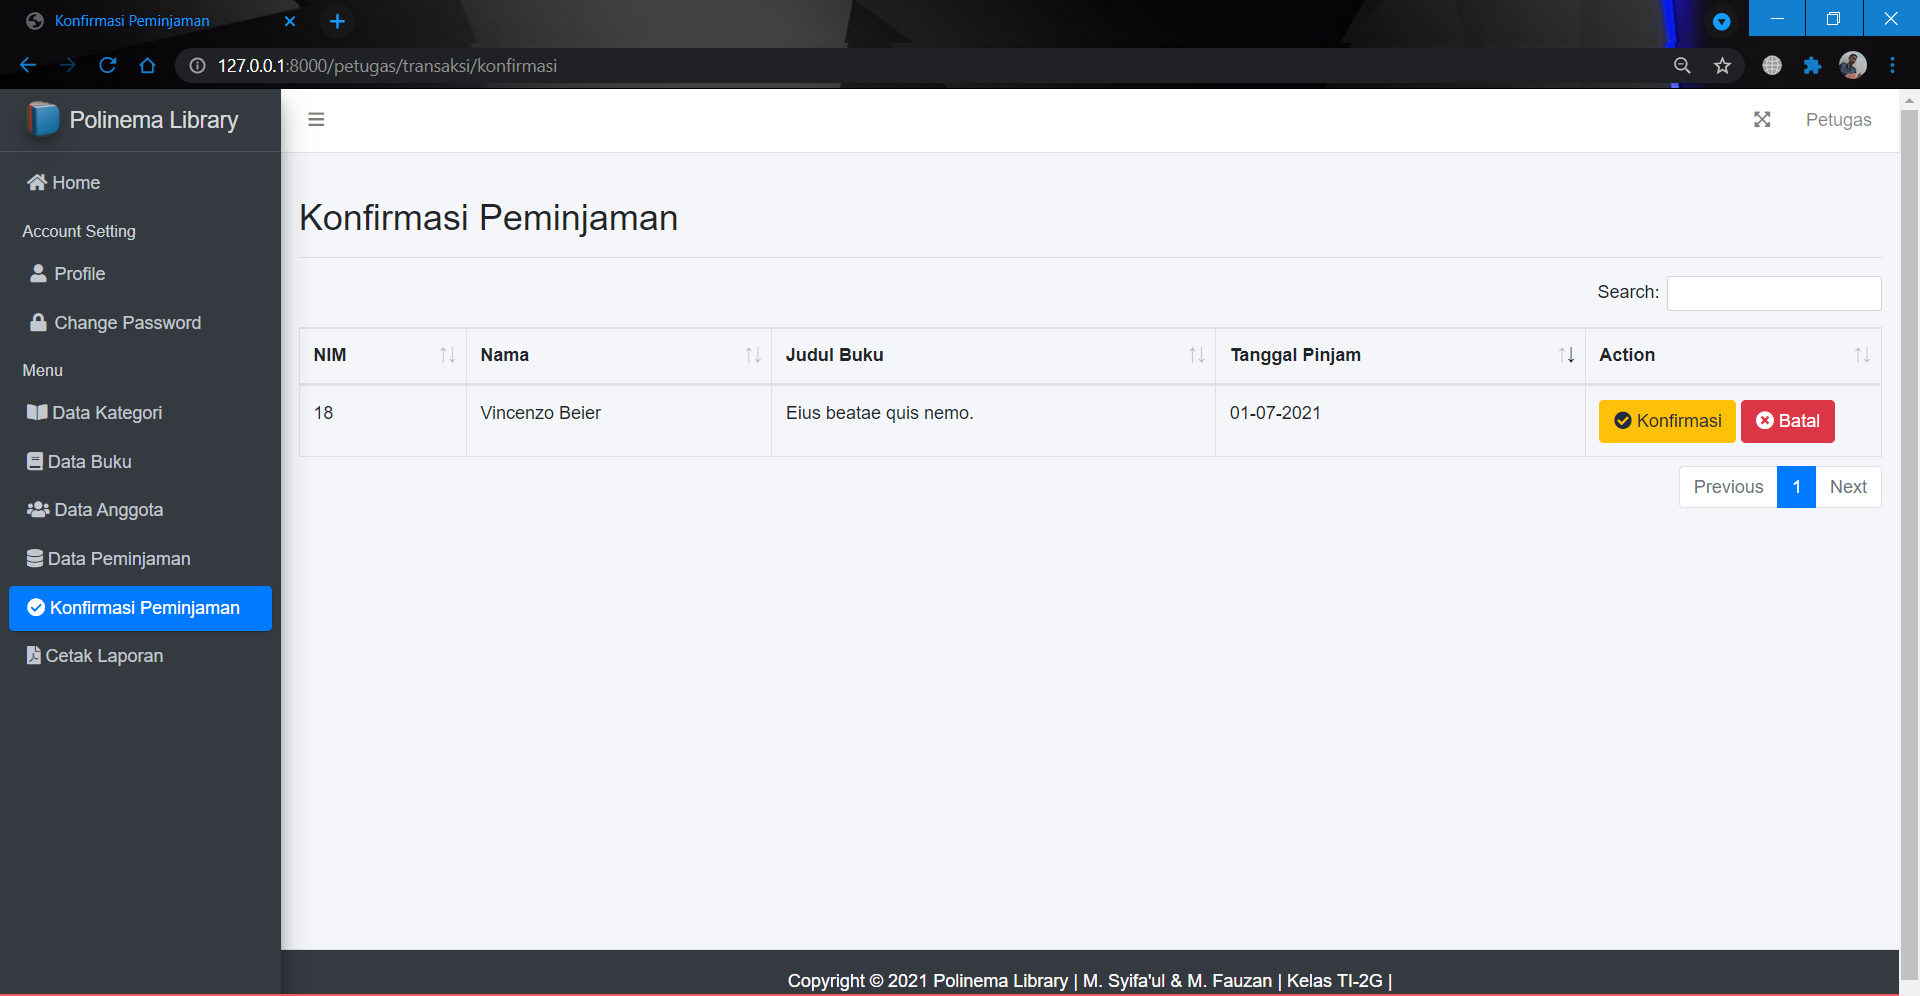 Konfirmasi Peminjaman
127.0.0.1:8000/petugas/transaksi/konfirmasi
Polinema Library
Petugas
Home
Account Setting
Profile
Change Password
Menu
Data Kategori
Data Buku
Data Anggota
Data Peminjaman
Konfirmasi Peminjaman
Cetak Laporan
Konfirmasi Peminjaman
Search:
NIM Nama Judul Buku Tanggal Pinjam Action
18 Vincenzo Beier Eius beatae quis nemo. 01-07-2021 Konfirmasi Batal
Previous 1 Next
Copyright © 2021 Polinema Library | M. Syifa'ul & M. Fauzan | Kelas TI-2G |